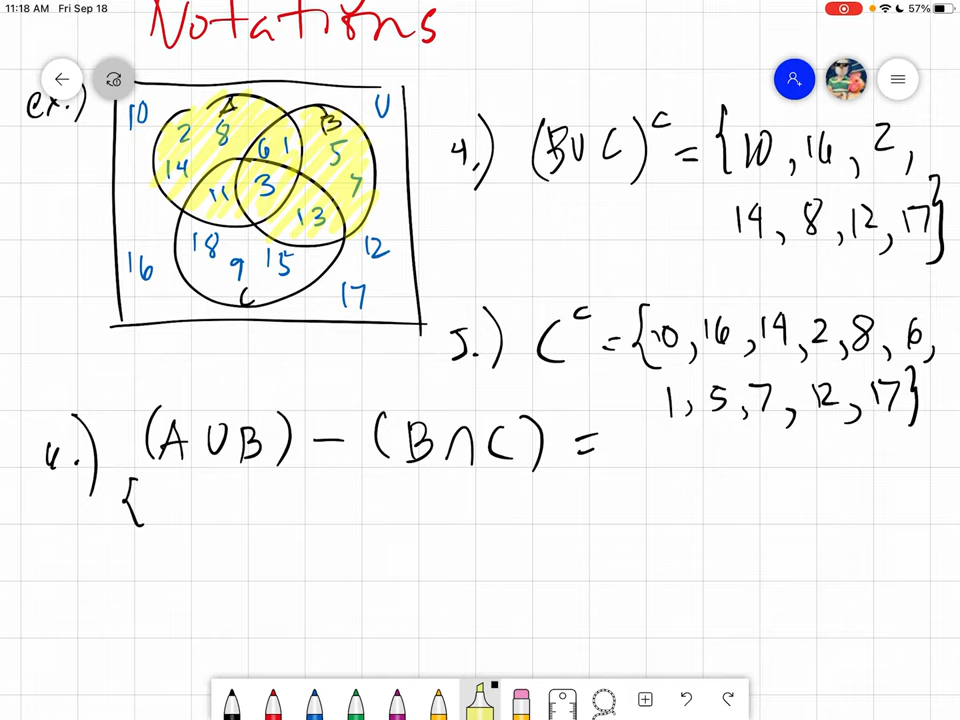 11:18 AM Fri Sep 18
57%
Notations
ex.)
10 A B U
2 8 6 1 5
14 11 3 7
13
18 9 15 12
16 C 17
4.) (B∪C)ᶜ = {10, 16, 2,
14, 8, 12, 17}
5.) Cᶜ = {10, 16, 14, 2, 8, 6,
1, 5, 7, 12, 17}
6.) (A∪B) − (B∩C) =
{